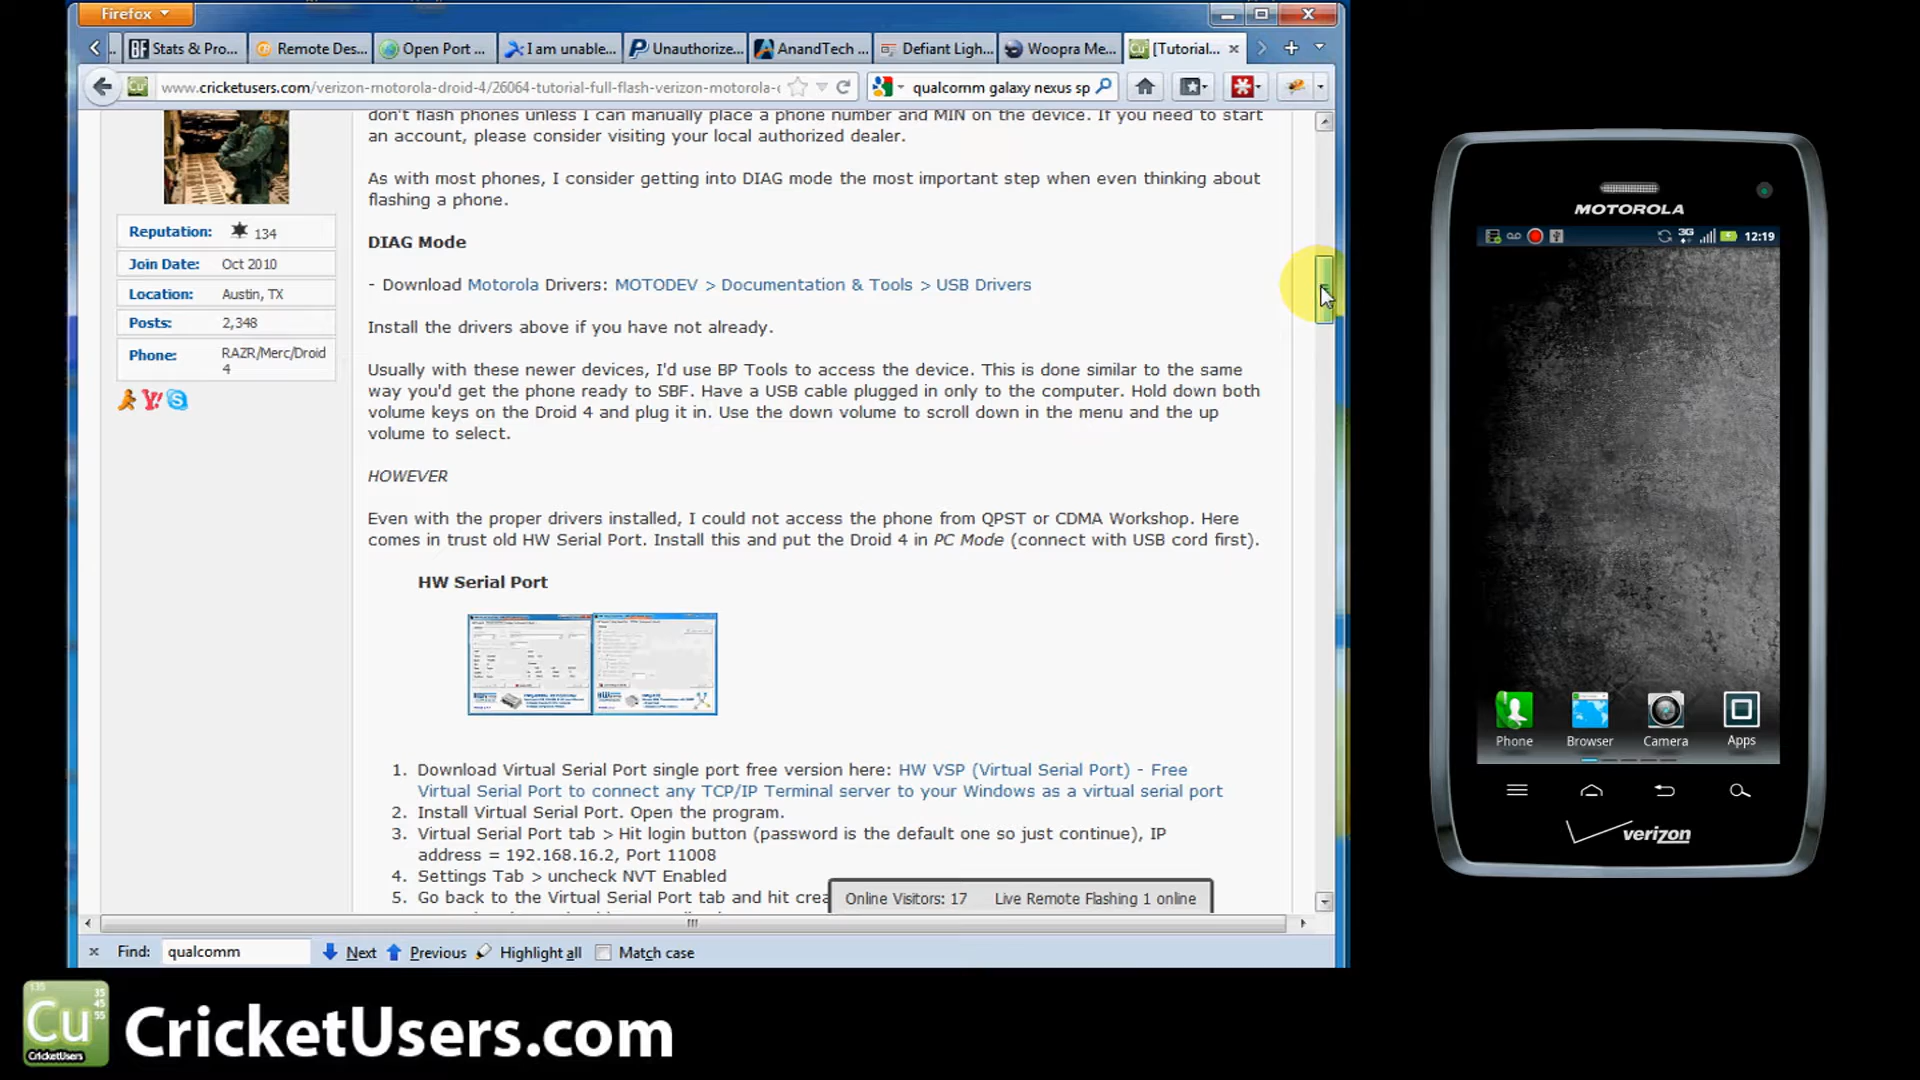 Firefox
Stats & Pro...
Remote Des...
Open Port ...
I am unable...
Unauthorize...
AnandTech ...
Defiant Ligh...
Woopra Me...
[Tutorial...
www.cricketusers.com/verizon-motorola-droid-4/26064-tutorial-full-flash-verizon-motorola-c
qualcomm galaxy nexus sp
don't flash phones unless I can manually place a phone number and MIN on the device. If you need to start
an account, please consider visiting your local authorized dealer.
As with most phones, I consider getting into DIAG mode the most important step when even thinking about
flashing a phone.
Reputation: 134
Join Date: Oct 2010
Location: Austin, TX
Posts: 2,348
Phone: RAZR/Merc/Droid
4
DIAG Mode
- Download Motorola Drivers: MOTODEV > Documentation & Tools > USB Drivers
Install the drivers above if you have not already.
Usually with these newer devices, I'd use BP Tools to access the device. This is done similar to the same
way you'd get the phone ready to SBF. Have a USB cable plugged in only to the computer. Hold down both
volume keys on the Droid 4 and plug it in. Use the down volume to scroll down in the menu and the up
volume to select.
HOWEVER
Even with the proper drivers installed, I could not access the phone from QPST or CDMA Workshop. Here
comes in trust old HW Serial Port. Install this and put the Droid 4 in PC Mode (connect with USB cord first).
HW Serial Port
1. Download Virtual Serial Port single port free version here: HW VSP (Virtual Serial Port) - Free
Virtual Serial Port to connect any TCP/IP Terminal server to your Windows as a virtual serial port
2. Install Virtual Serial Port. Open the program.
3. Virtual Serial Port tab > Hit login button (password is the default one so just continue), IP
address = 192.168.16.2, Port 11008
4. Settings Tab > uncheck NVT Enabled
5. Go back to the Virtual Serial Port tab and hit crea
Online Visitors: 17 Live Remote Flashing 1 online
Find: qualcomm Next Previous Highlight all Match case
MOTOROLA
3G 12:19
Phone Browser Camera Apps
verizon
135 35
45
55
Cu
CricketUsers
CricketUsers.com